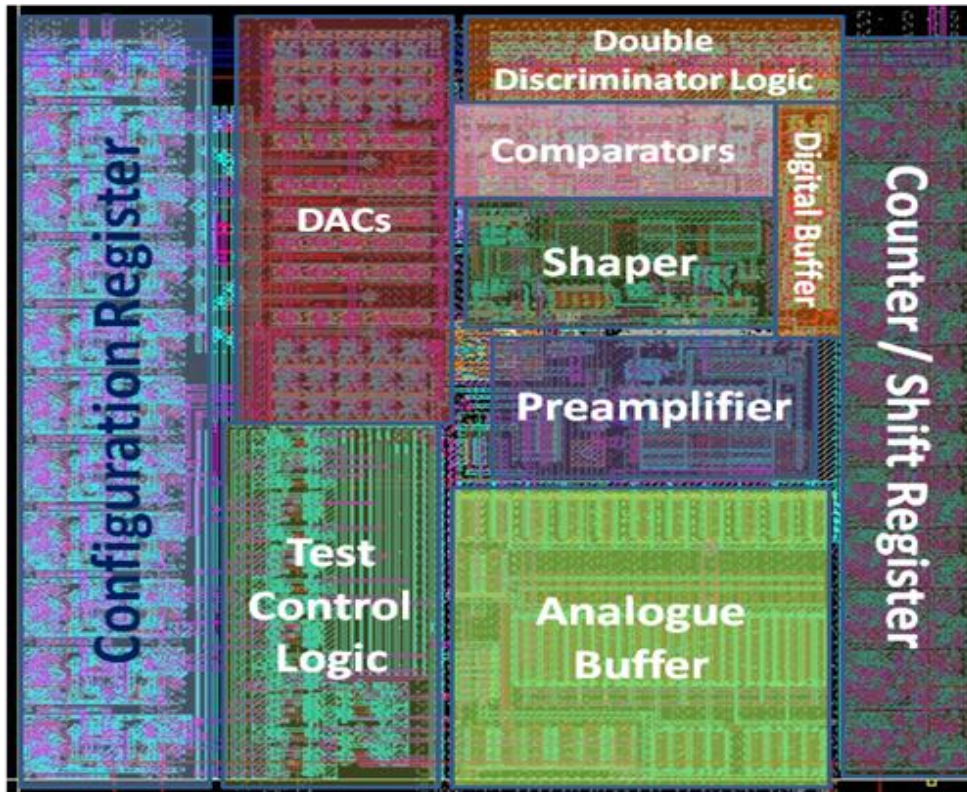 Configuration Register
DACs
Test
Control
Logic
Double
Discriminator Logic
Comparators
Digital Buffer
Shaper
Preamplifier
Analogue
Buffer
Counter / Shift Register